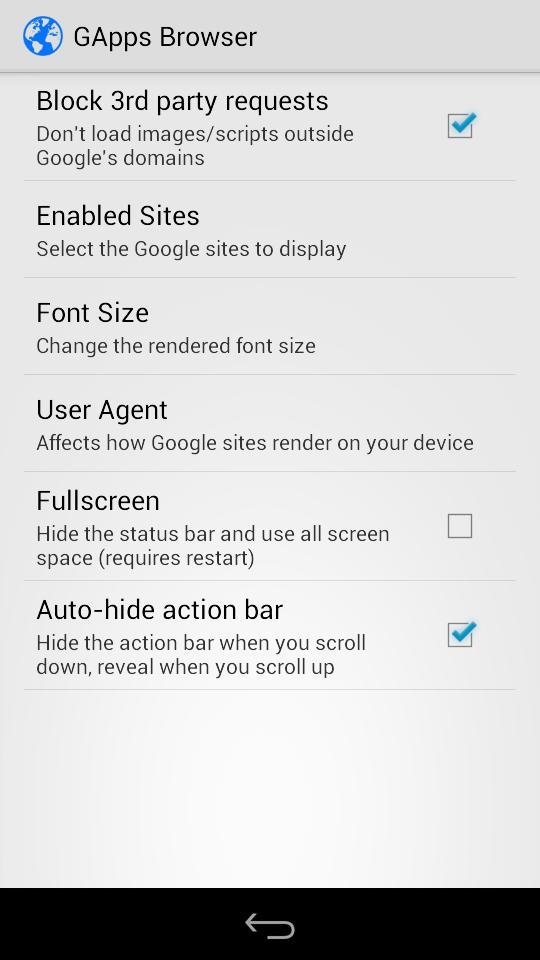 GApps Browser
Block 3rd party requests
Don't load images/scripts outside
Google's domains
Enabled Sites
Select the Google sites to display
Font Size
Change the rendered font size
User Agent
Affects how Google sites render on your device
Fullscreen
Hide the status bar and use all screen
space (requires restart)
Auto-hide action bar
Hide the action bar when you scroll
down, reveal when you scroll up